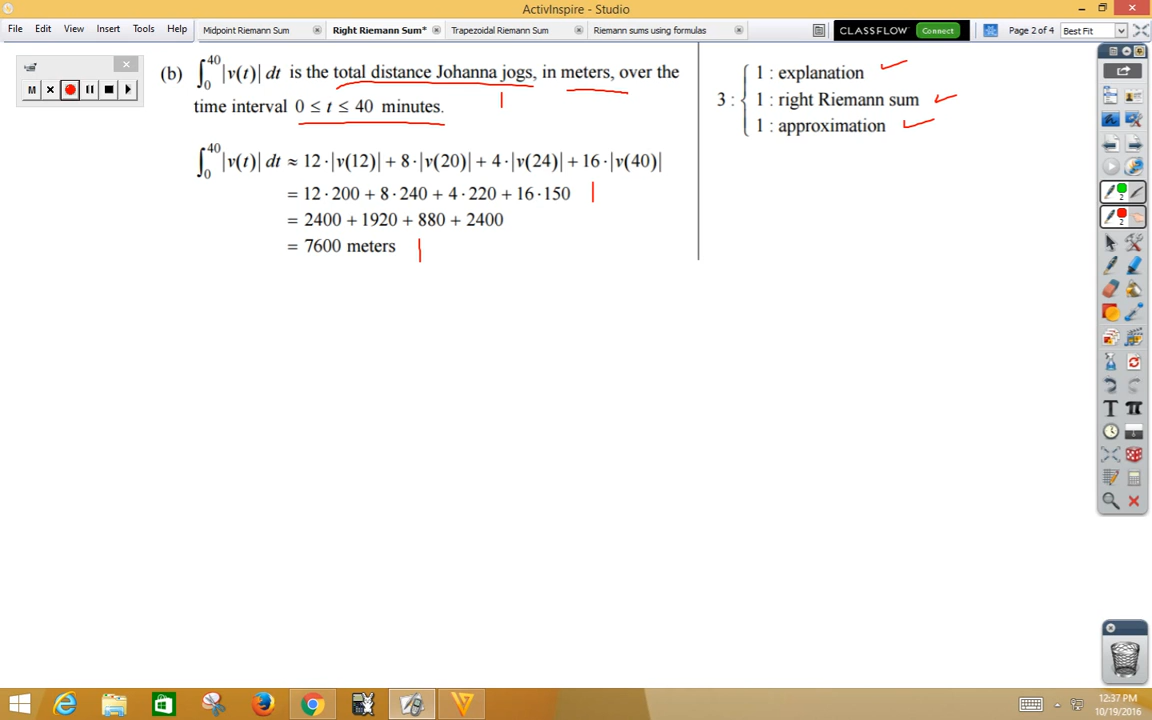 ActivInspire - Studio
File Edit View Insert Tools Help
Midpoint Riemann Sum
Right Riemann Sum*
Trapezoidal Riemann Sum
Riemann sums using formulas
CLASSFLOW Connect
Page 2 of 4 Best Fit
M
(b) ∫₀⁴⁰ |v(t)| dt is the total distance Johanna jogs, in meters, over the
time interval 0 ≤ t ≤ 40 minutes.
∫₀⁴⁰ |v(t)| dt ≈ 12 · |v(12)| + 8 · |v(20)| + 4 · |v(24)| + 16 · |v(40)|
= 12 · 200 + 8 · 240 + 4 · 220 + 16 · 150
= 2400 + 1920 + 880 + 2400
= 7600 meters
3 : { 1 : explanation
1 : right Riemann sum
1 : approximation
2
2
12:37 PM
10/19/2016